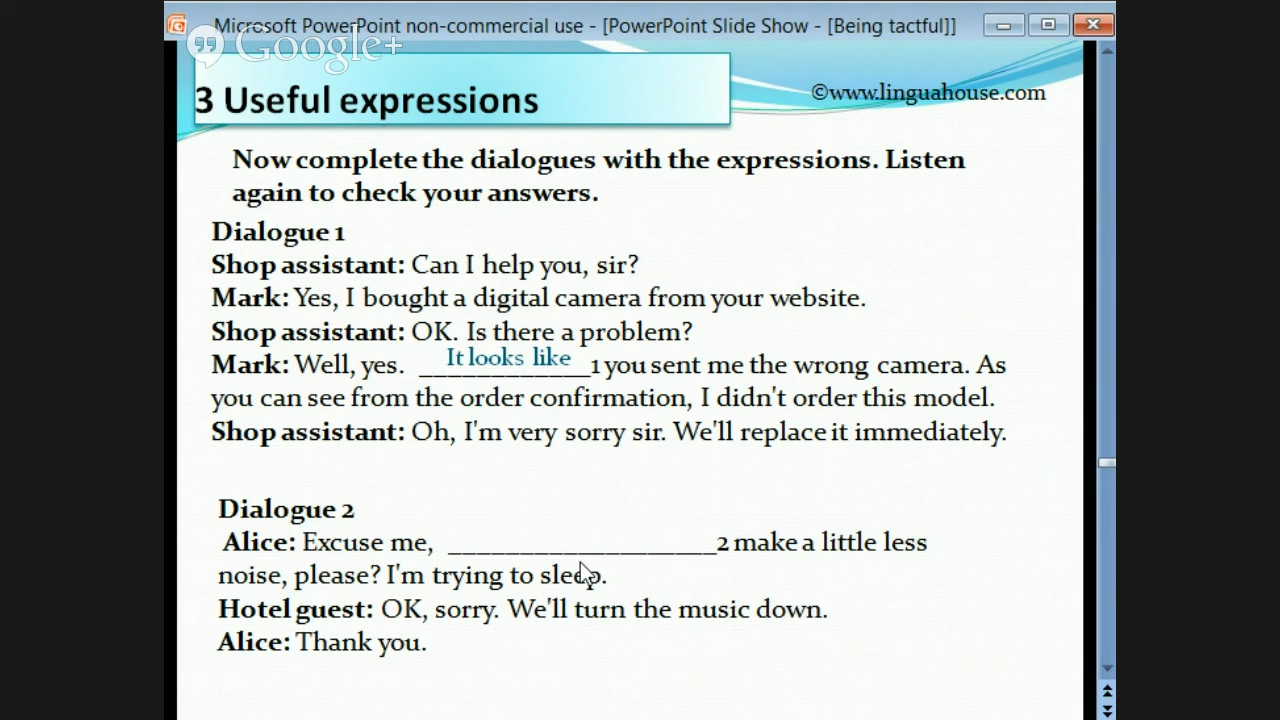 Microsoft PowerPoint non-commercial use - [PowerPoint Slide Show - [Being tactful]]
Google+
3 Useful expressions
©www.linguahouse.com
Now complete the dialogues with the expressions. Listen
again to check your answers.
Dialogue 1
Shop assistant: Can I help you, sir?
Mark: Yes, I bought a digital camera from your website.
Shop assistant: OK. Is there a problem?
Mark: Well, yes. It looks like 1 you sent me the wrong camera. As
you can see from the order confirmation, I didn't order this model.
Shop assistant: Oh, I'm very sorry sir. We'll replace it immediately.
Dialogue 2
Alice: Excuse me, ___________________2 make a little less
noise, please? I'm trying to sleep.
Hotel guest: OK, sorry. We'll turn the music down.
Alice: Thank you.